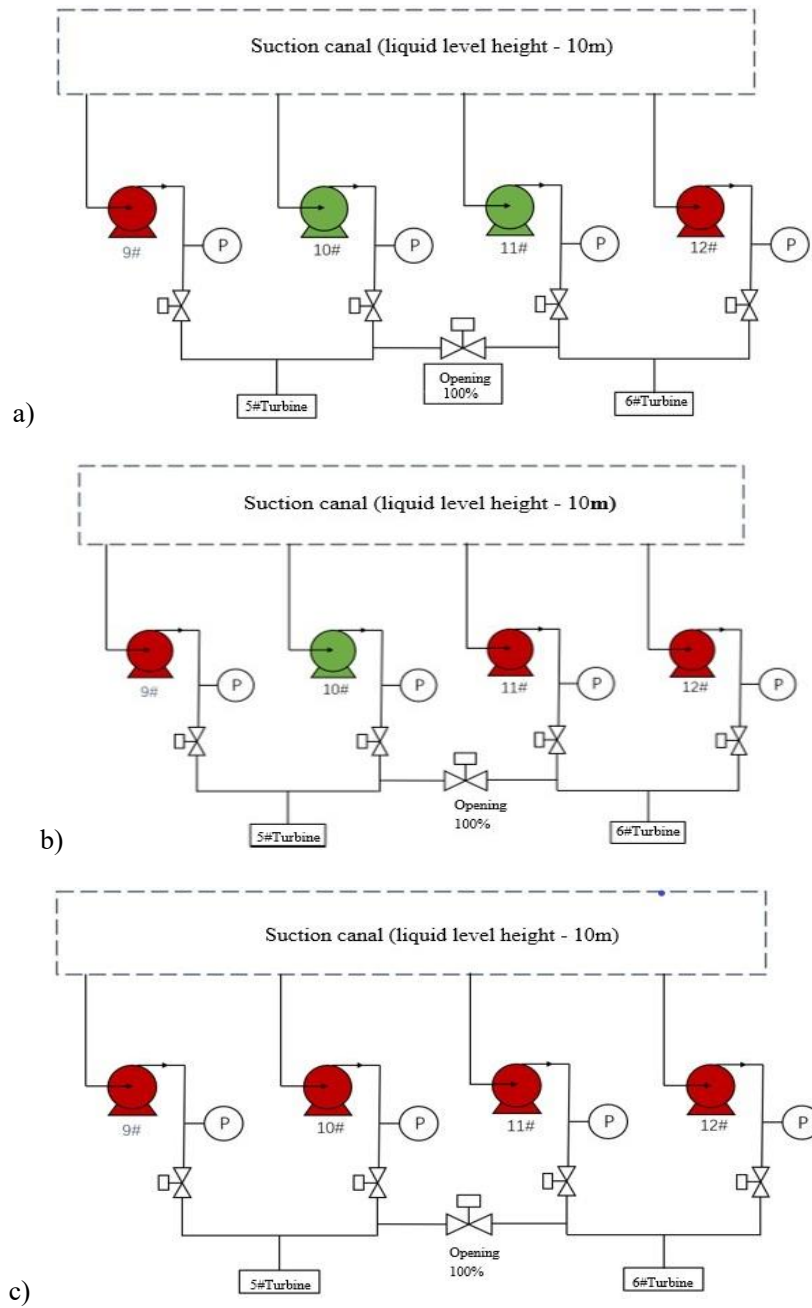 Suction canal (liquid level height - 10m)
9#
10#
11#
12#
P
P
P
P
Opening
100%
5#Turbine
6#Turbine
a)
Suction canal (liquid level height - 10m)
9#
10#
11#
12#
P
P
P
P
Opening
100%
5#Turbine
6#Turbine
b)
Suction canal (liquid level height - 10m)
9#
10#
11#
12#
P
P
P
P
Opening
100%
5#Turbine
6#Turbine
c)